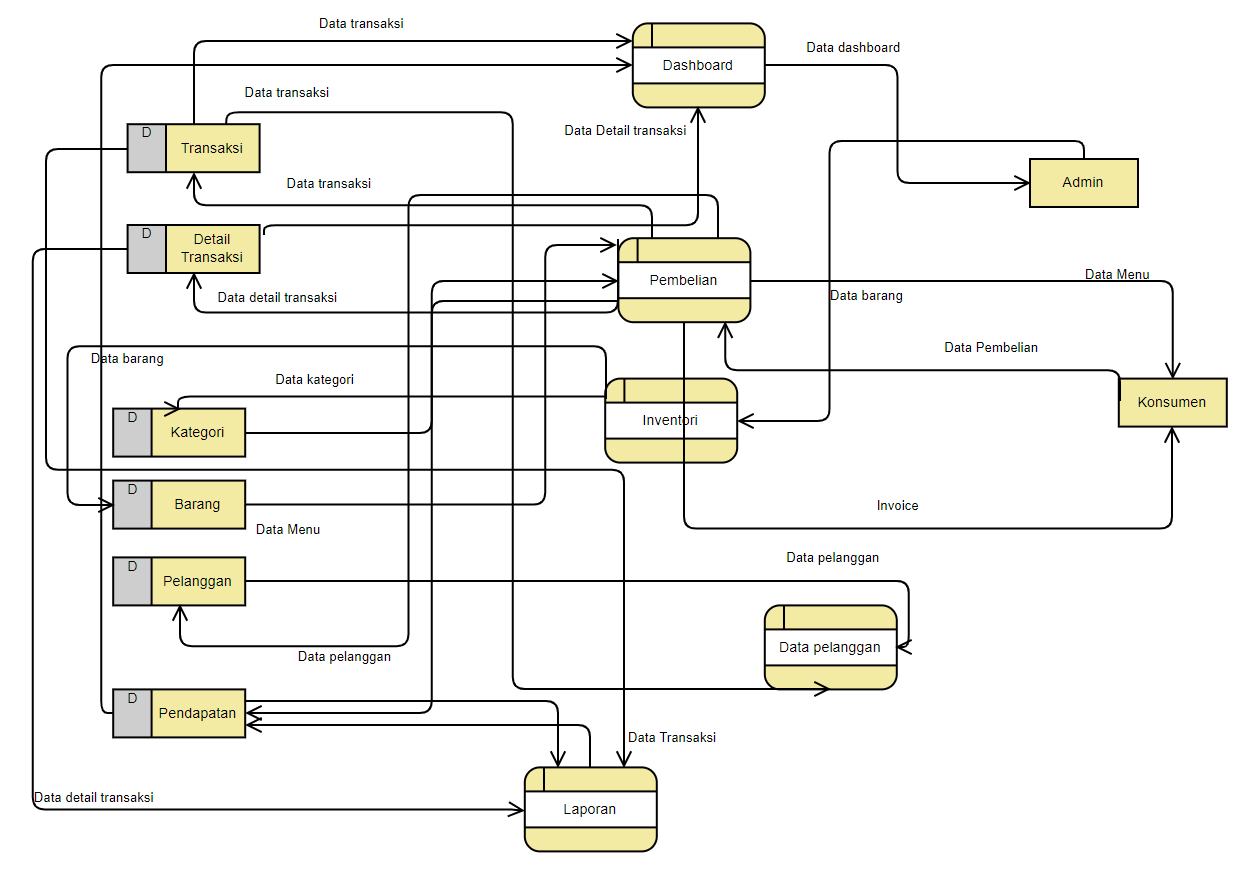 Data transaksi
Data dashboard
Dashboard
Data transaksi
D
Transaksi
Data Detail transaksi
Data transaksi
Admin
D
Detail
Transaksi
Data detail transaksi
Pembelian
Data Menu
Data barang
Data barang
Data Pembelian
Data kategori
Konsumen
D
Kategori
Inventori
D
Barang
Data Menu
Invoice
Data pelanggan
D
Pelanggan
Data pelanggan
Data pelanggan
D
Pendapatan
Data Transaksi
Data detail transaksi
Laporan